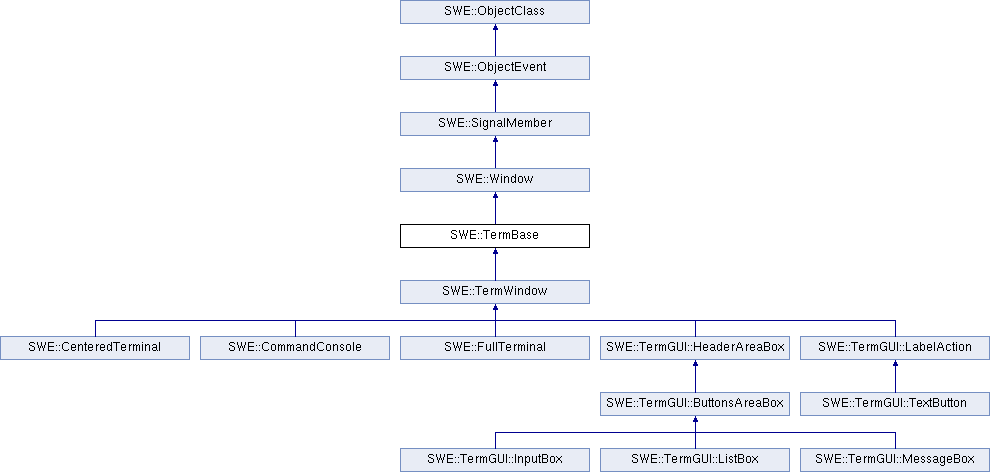 SWE::ObjectClass
SWE::ObjectEvent
SWE::SignalMember
SWE::Window
SWE::TermBase
SWE::TermWindow
SWE::CenteredTerminal
SWE::CommandConsole
SWE::FullTerminal
SWE::TermGUI::HeaderAreaBox
SWE::TermGUI::LabelAction
SWE::TermGUI::ButtonsAreaBox
SWE::TermGUI::TextButton
SWE::TermGUI::InputBox
SWE::TermGUI::ListBox
SWE::TermGUI::MessageBox